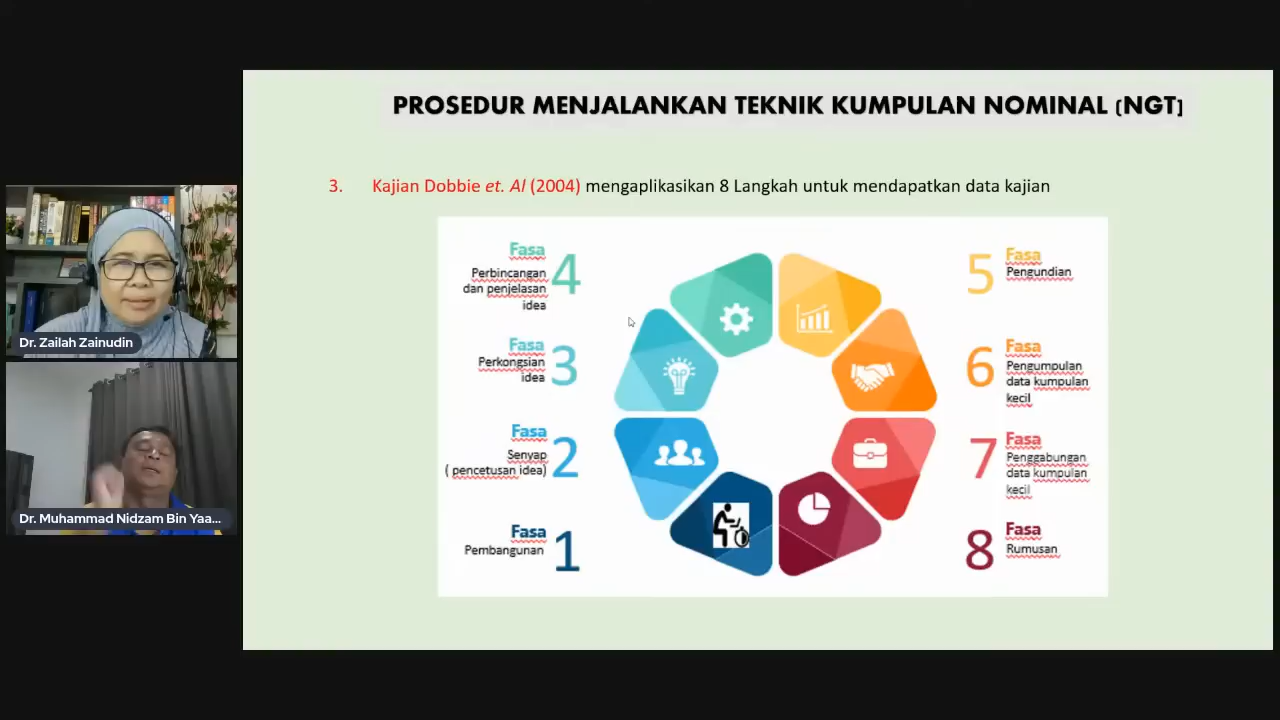 PROSEDUR MENJALANKAN TEKNIK KUMPULAN NOMINAL (NGT)
3. Kajian Dobbie et. Al (2004) mengaplikasikan 8 Langkah untuk mendapatkan data kajian
Fasa 4
Perbincangan
dan penjelasan
idea
Fasa 3
Perkongsian
idea
Fasa 2
Senyap
( pencetusan idea)
Fasa 1
Pembangunan
5 Fasa
Pengundian
6 Fasa
Pengumpulan
data kumpulan
kecil
7 Fasa
Penggabungan
data kumpulan
kecil
8 Fasa
Rumusan
Dr. Zailah Zainudin
Dr. Muhammad Nidzam Bin Yaa...